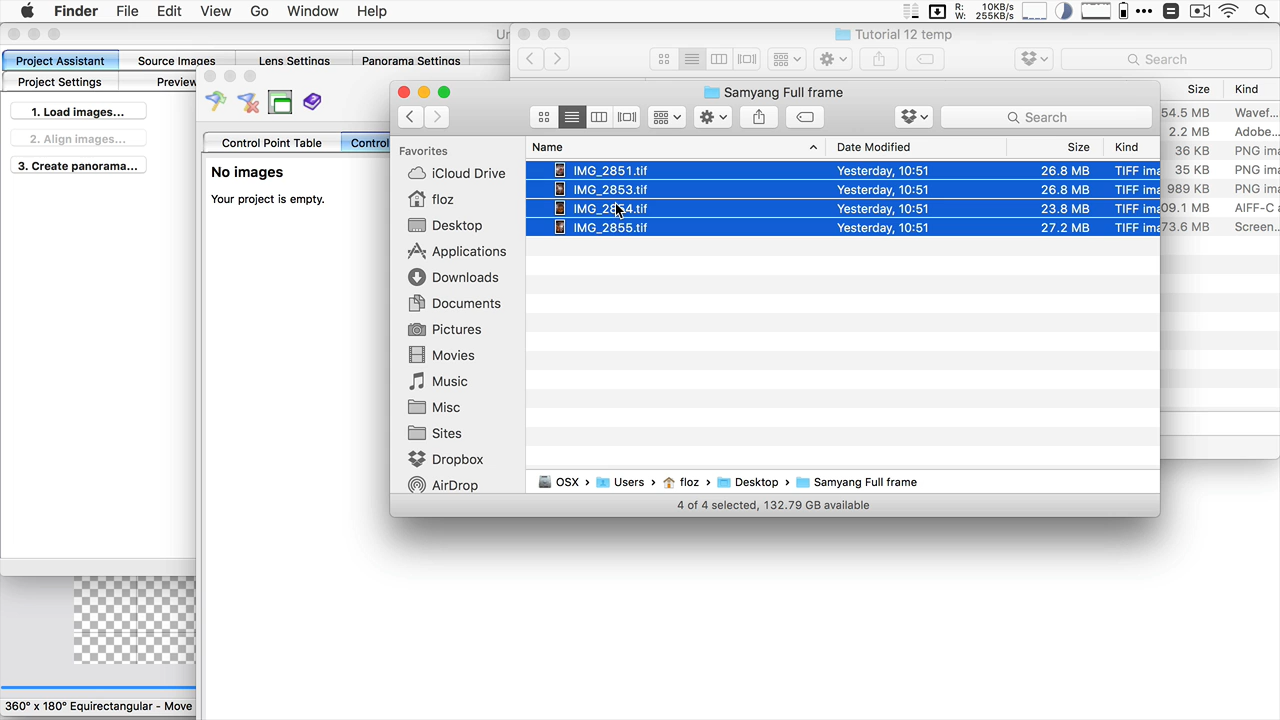 Finder File Edit View Go Window Help
R: 10KB/s
W: 255KB/s
Tutorial 12 temp
Project Assistant Source Images Lens Settings Panorama Settings
Search
Project Settings Preview
Samyang Full frame
Size Kind
1. Load images...
2. Align images...
3. Create panorama...
Search
Control Point Table
No images
Your project is empty.
Favorites
iCloud Drive
floz
Desktop
Applications
Downloads
Documents
Pictures
Movies
Music
Misc
Sites
Dropbox
AirDrop
Name Date Modified Size Kind
IMG_2851.tif Yesterday, 10:51 26.8 MB TIFF ima
IMG_2853.tif Yesterday, 10:51 26.8 MB TIFF ima
IMG_2854.tif Yesterday, 10:51 23.8 MB TIFF ima
IMG_2855.tif Yesterday, 10:51 27.2 MB TIFF ima
54.5 MB Wavef...
2.2 MB Adobe...
36 KB PNG ima
35 KB PNG ima
989 KB PNG ima
09.1 MB AIFF-C a
73.6 MB Screen..
OSX › Users › floz › Desktop › Samyang Full frame
4 of 4 selected, 132.79 GB available
360° x 180° Equirectangular - Move